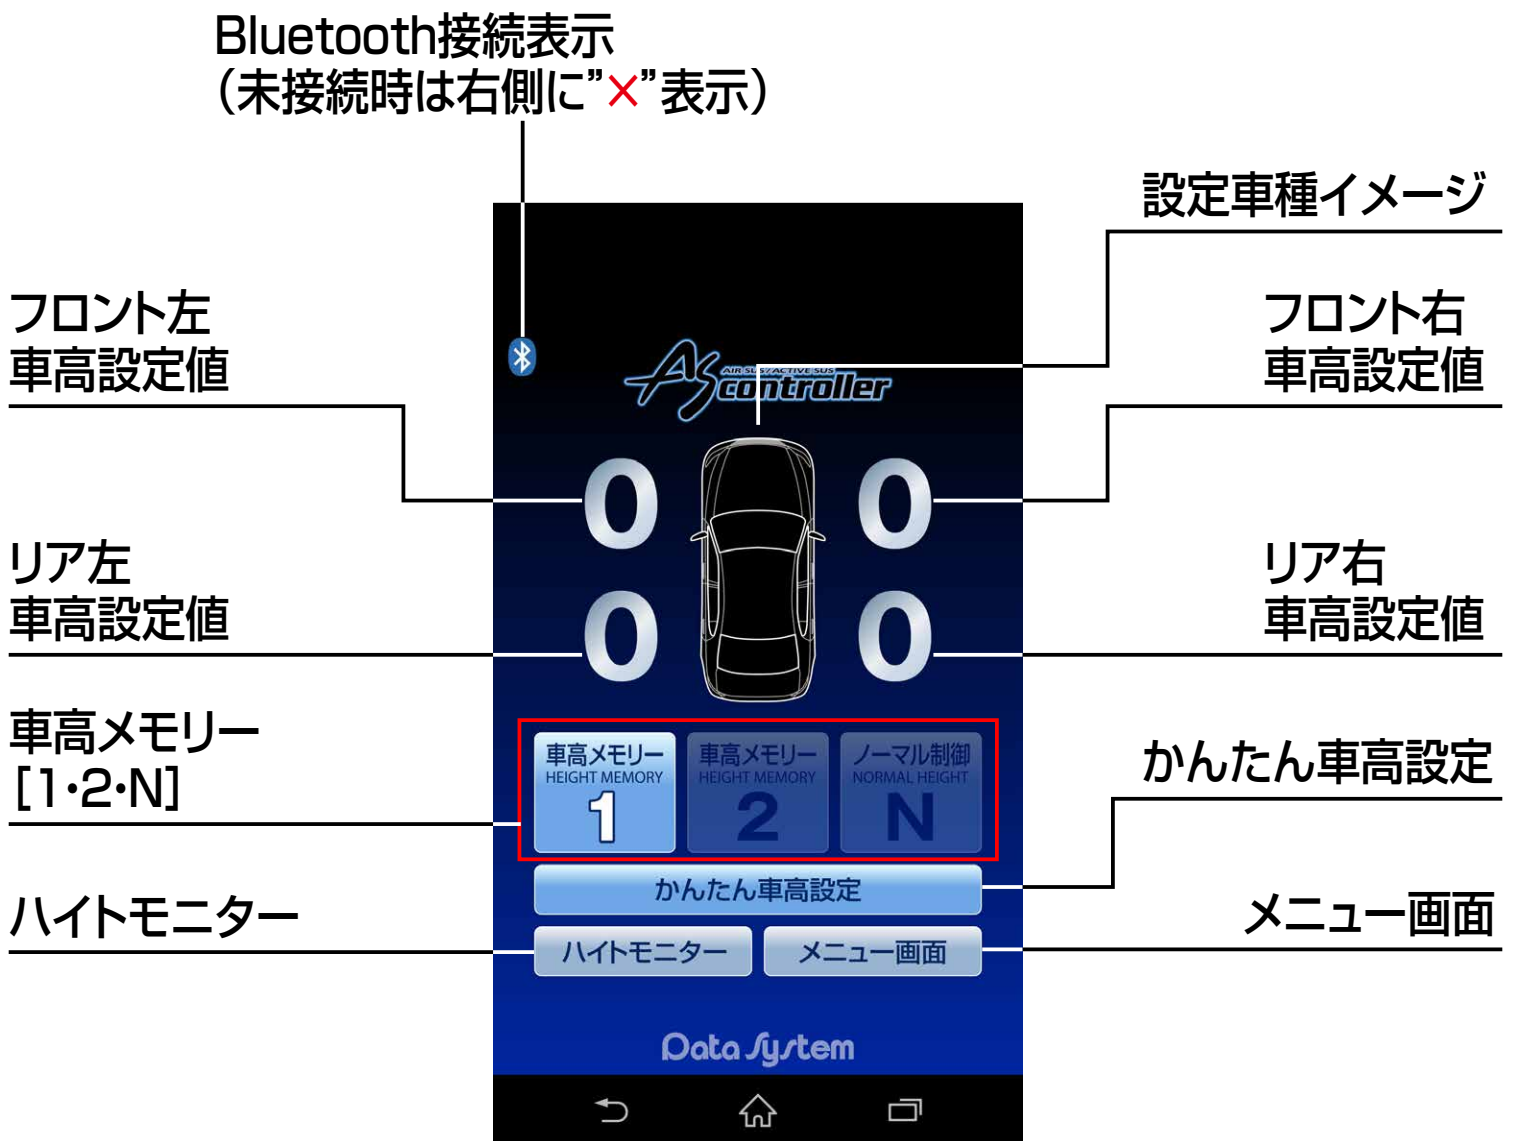 Bluetooth接続表示
（未接続時は右側に”×”表示）
設定車種イメージ
フロント左
車高設定値
フロント右
車高設定値
AS
AIR SUS/ACTIVE SUS
controller
0
0
リア左
車高設定値
リア右
車高設定値
0
0
車高メモリー
[1・2・N]
車高メモリー
HEIGHT MEMORY
1
車高メモリー
HEIGHT MEMORY
2
ノーマル制御
NORMAL HEIGHT
N
かんたん車高設定
かんたん車高設定
ハイトモニター
メニュー画面
ハイトモニター
メニュー画面
Data System